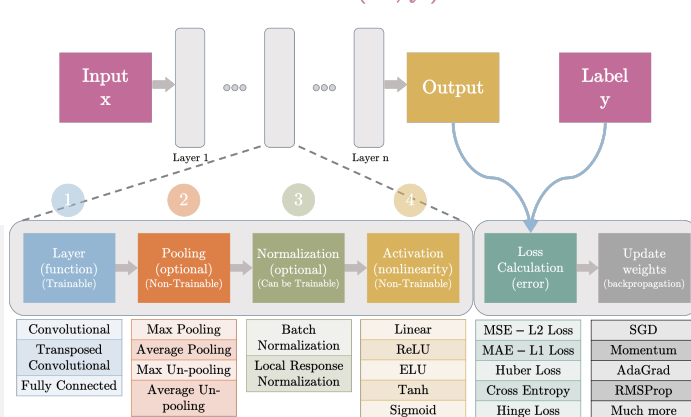 Input
x
Layer 1
Layer n
Output
Label
y
1
2
3
4
Layer
(function)
(Trainable)
Pooling
(optional)
(Non-Trainable)
Normalization
(optional)
(Can be Trainable)
Activation
(nonlinearity)
(Non-Trainable)
Loss
Calculation
(error)
Update
weights
(backpropagation)
Convolutional
Transposed
Convolutional
Fully Connected
Max Pooling
Average Pooling
Max Un-pooling
Average Un-
pooling
Batch
Normalization
Local Response
Normalization
Linear
ReLU
ELU
Tanh
Sigmoid
MSE – L2 Loss
MAE – L1 Loss
Huber Loss
Cross Entropy
Hinge Loss
SGD
Momentum
AdaGrad
RMSProp
Much more